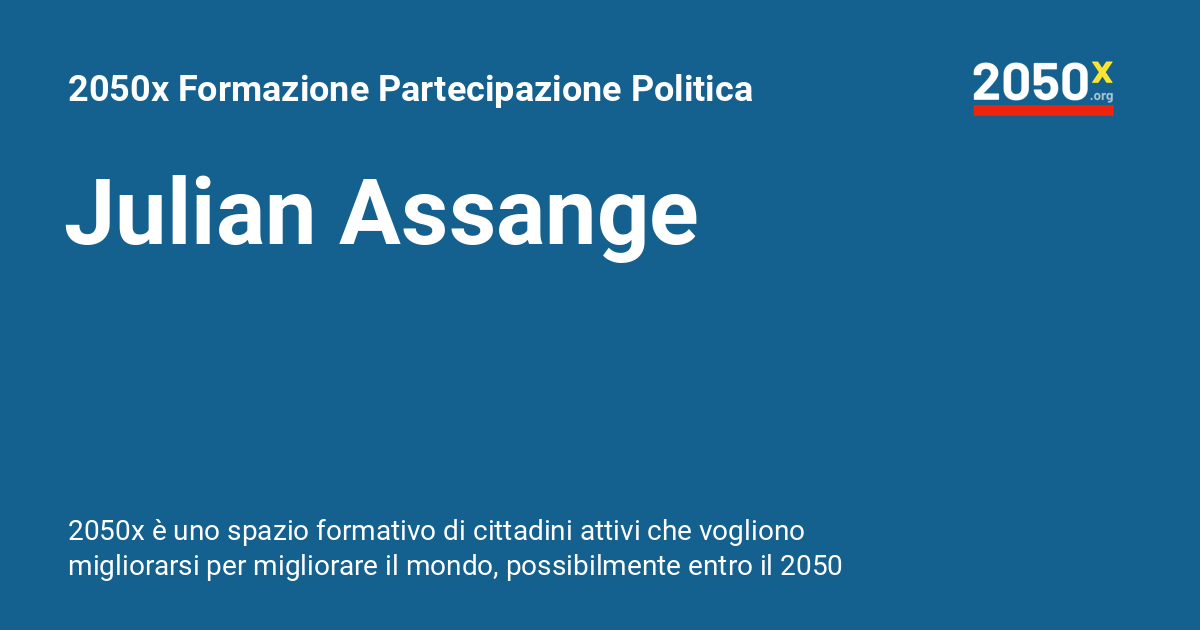 2050x Formazione Partecipazione Politica
2050x
.org
Julian Assange
2050x è uno spazio formativo di cittadini attivi che vogliono
migliorarsi per migliorare il mondo, possibilmente entro il 2050